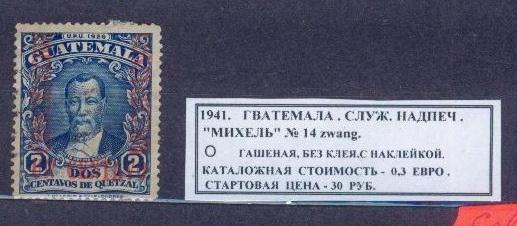 U.P.U. 1926
GUATEMALA
2 DOS 2
CENTAVOS DE QUETZAL
1941. ГВАТЕМАЛА . СЛУЖ. НАДПЕЧ .
"МИХЕЛЬ" № 14 zwang.
О ГАШЕНАЯ, БЕЗ КЛЕЯ.С НАКЛЕЙКОЙ.
КАТАЛОЖНАЯ СТОИМОСТЬ - 0,3 ЕВРО .
СТАРТОВАЯ ЦЕНА - 30 РУБ.